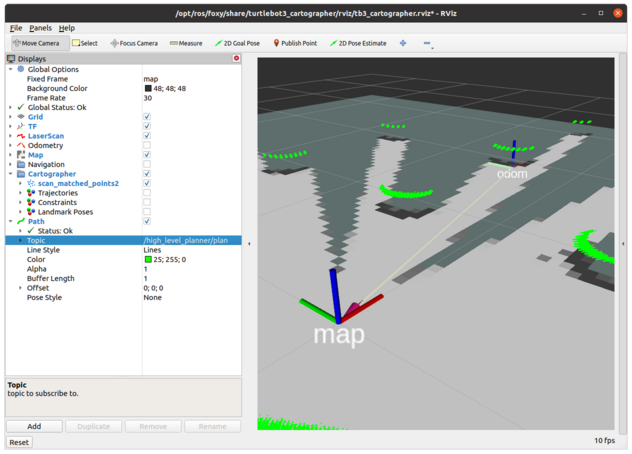 /opt/ros/foxy/share/turtlebot3_cartographer/rviz/tb3_cartographer.rviz* - RViz
File Panels Help
Move Camera Select Focus Camera Measure 2D Goal Pose Publish Point 2D Pose Estimate
Displays
Global Options
Fixed Frame map
Background Color 48; 48; 48
Frame Rate 30
Global Status: Ok
Grid
TF
LaserScan
Odometry
Map
Navigation
Cartographer
scan_matched_points2
Trajectories
Constraints
Landmark Poses
Path
Status: Ok
Topic /high_level_planner/plan
Line Style Lines
Color 25; 255; 0
Alpha 1
Buffer Length 1
Offset 0; 0; 0
Pose Style None
odom
map
Topic
topic to subscribe to.
Add Duplicate Remove Rename
Reset 10 fps